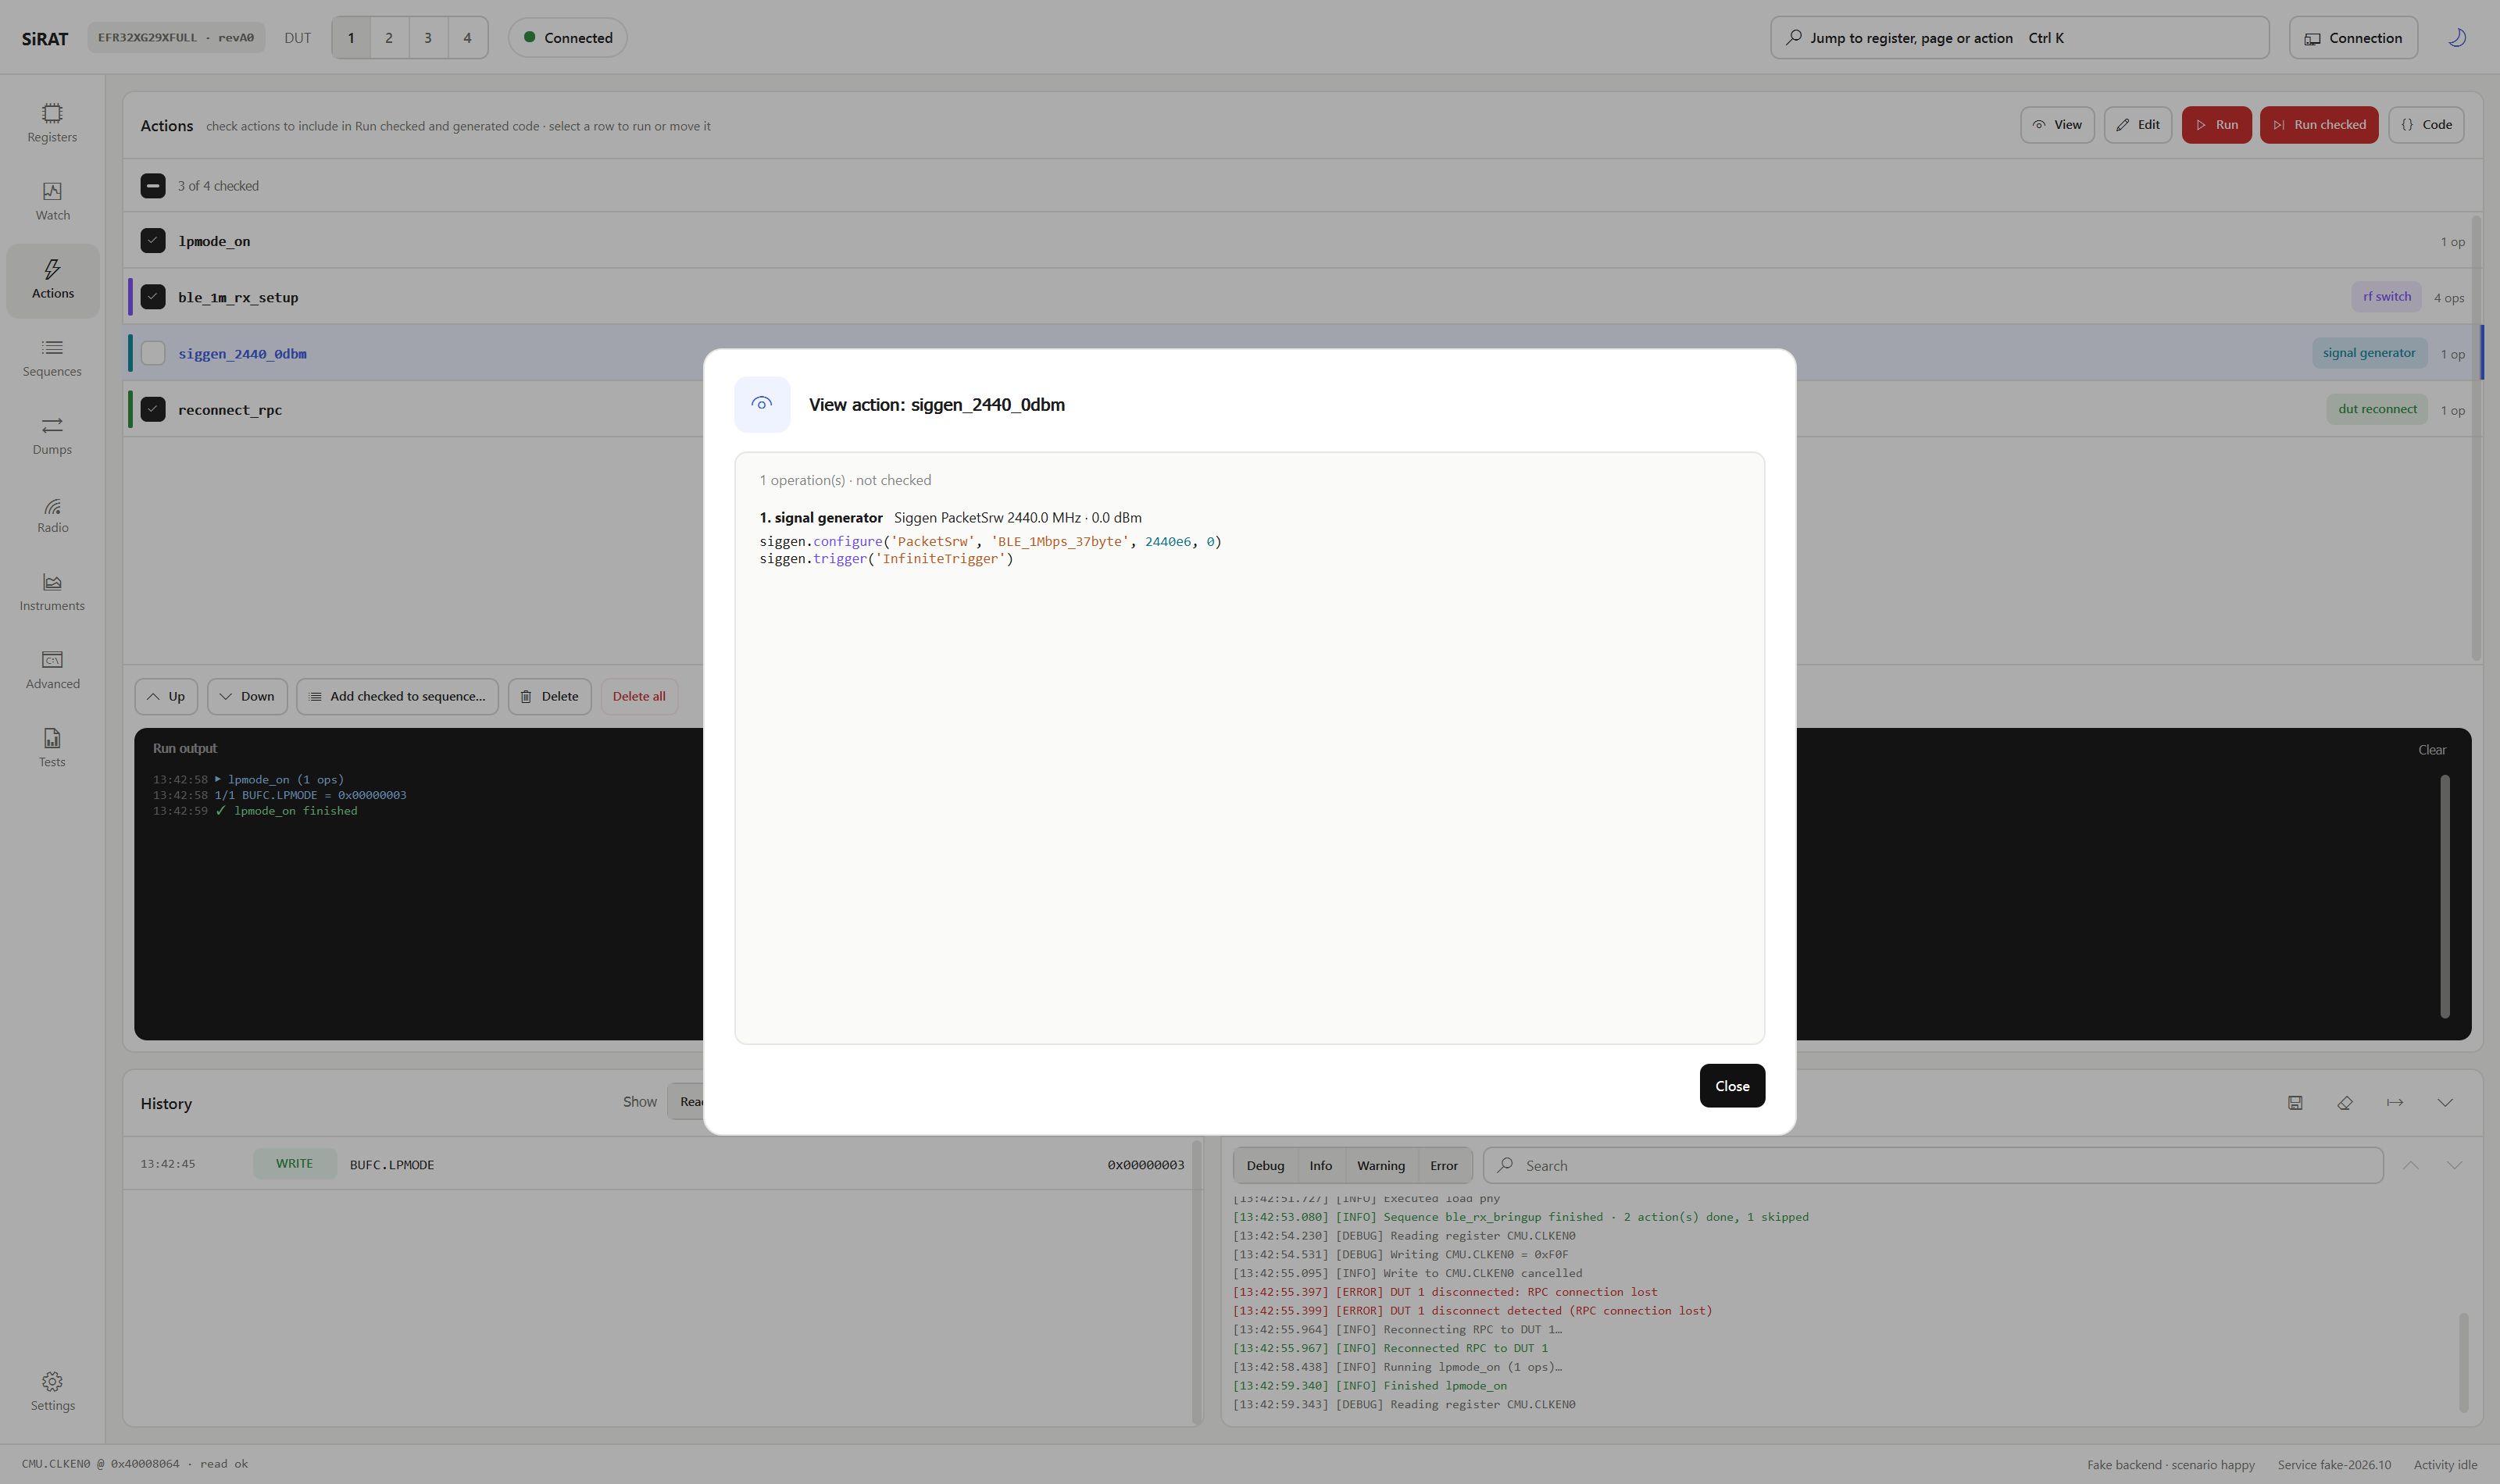 SiRAT
EFR32XG29XFULL · revA0
DUT
1 2 3 4
Connected
Jump to register, page or action Ctrl K
Connection
Registers
Watch
Actions
Sequences
Dumps
Radio
Instruments
Advanced
Tests
Settings
Actions check actions to include in Run checked and generated code · select a row to run or move it
View
Edit
Run
Run checked
{} Code
3 of 4 checked
lpmode_on 1 op
ble_1m_rx_setup rf switch 4 ops
siggen_2440_0dbm signal generator 1 op
reconnect_rpc dut reconnect 1 op
View action: siggen_2440_0dbm
1 operation(s) · not checked
1. signal generator Siggen PacketSrw 2440.0 MHz · 0.0 dBm
siggen.configure('PacketSrw', 'BLE_1Mbps_37byte', 2440e6, 0)
siggen.trigger('InfiniteTrigger')
Close
Up
Down
Add checked to sequence...
Delete
Delete all
Run output
Clear
13:42:58 ▸ lpmode_on (1 ops)
13:42:58 1/1 BUFC.LPMODE = 0x00000003
13:42:59 ✓ lpmode_on finished
History
Show
Rea
13:42:45 WRITE BUFC.LPMODE 0x00000003
Debug Info Warning Error
Search
[13:42:51.727] [INFO] Executed load phy
[13:42:53.080] [INFO] Sequence ble_rx_bringup finished · 2 action(s) done, 1 skipped
[13:42:54.230] [DEBUG] Reading register CMU.CLKEN0
[13:42:54.531] [DEBUG] Writing CMU.CLKEN0 = 0xF0F
[13:42:55.095] [INFO] Write to CMU.CLKEN0 cancelled
[13:42:55.397] [ERROR] DUT 1 disconnected: RPC connection lost
[13:42:55.399] [ERROR] DUT 1 disconnect detected (RPC connection lost)
[13:42:55.964] [INFO] Reconnecting RPC to DUT 1…
[13:42:55.967] [INFO] Reconnected RPC to DUT 1
[13:42:58.438] [INFO] Running lpmode_on (1 ops)…
[13:42:59.340] [INFO] Finished lpmode_on
[13:42:59.343] [DEBUG] Reading register CMU.CLKEN0
CMU.CLKEN0 @ 0x40008064 · read ok
Fake backend · scenario happy
Service fake-2026.10
Activity idle